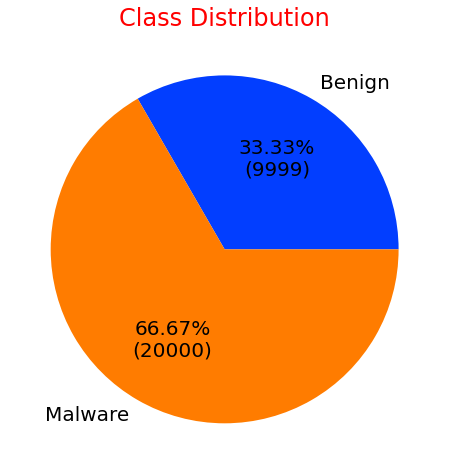 Class Distribution
Benign
33.33%
(9999)
66.67%
(20000)
Malware